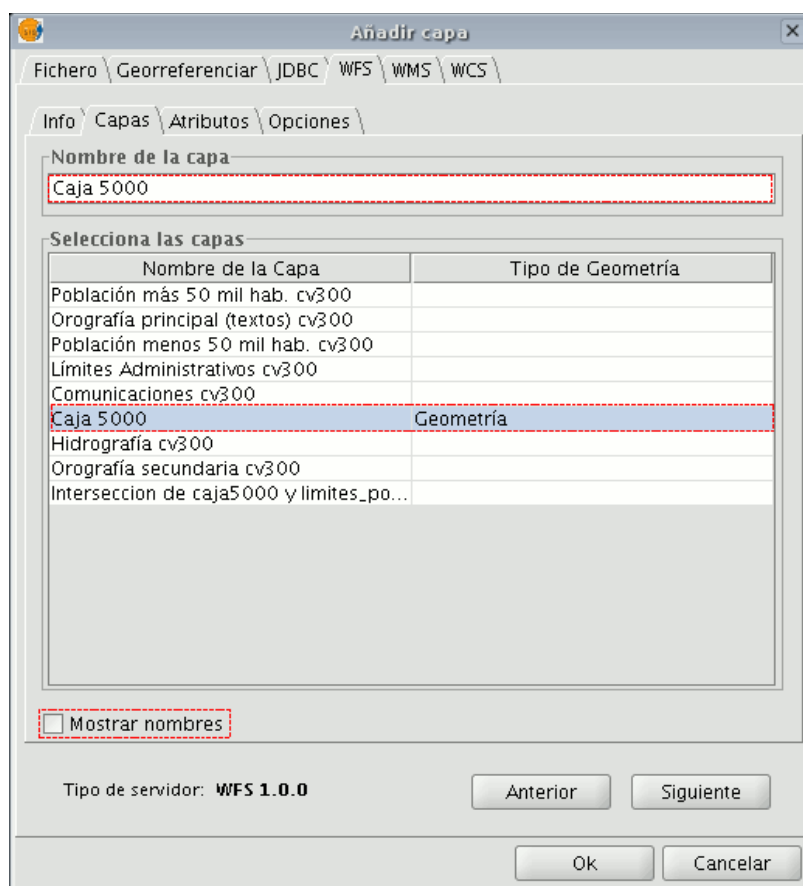 Añadir capa
Fichero Georreferenciar JDBC WFS WMS WCS
Info Capas Atributos Opciones
Nombre de la capa
Caja 5000
Selecciona las capas
Nombre de la Capa Tipo de Geometría
Población más 50 mil hab. cv300
Orografía principal (textos) cv300
Población menos 50 mil hab. cv300
Límites Administrativos cv300
Comunicaciones cv300
Caja 5000 Geometría
Hidrografía cv300
Orografía secundaria cv300
Interseccion de caja5000 y limites_po...
Mostrar nombres
Tipo de servidor: WFS 1.0.0
Anterior Siguiente
Ok Cancelar